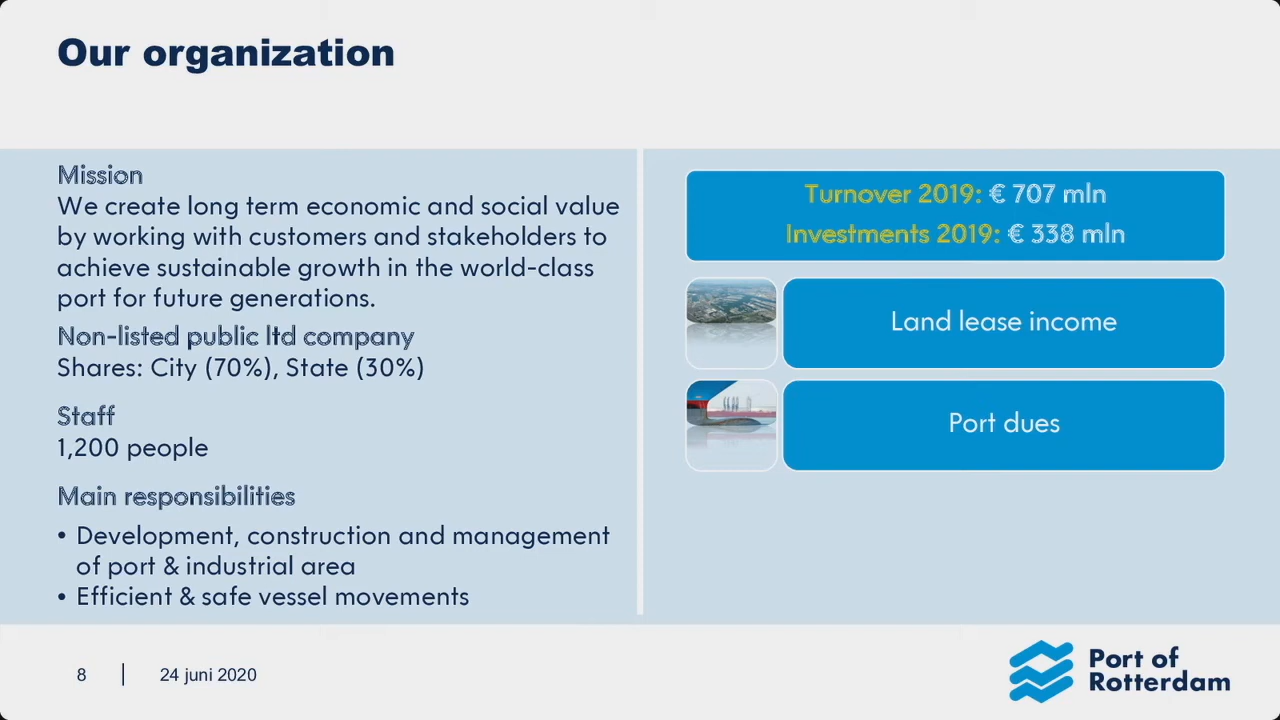 Our organization
Mission
We create long term economic and social value
by working with customers and stakeholders to
achieve sustainable growth in the world-class
port for future generations.
Non-listed public ltd company
Shares: City (70%), State (30%)
Staff
1,200 people
Main responsibilities
• Development, construction and management
of port & industrial area
• Efficient & safe vessel movements
Turnover 2019: € 707 mln
Investments 2019: € 338 mln
Land lease income
Port dues
8 | 24 juni 2020
Port of
Rotterdam